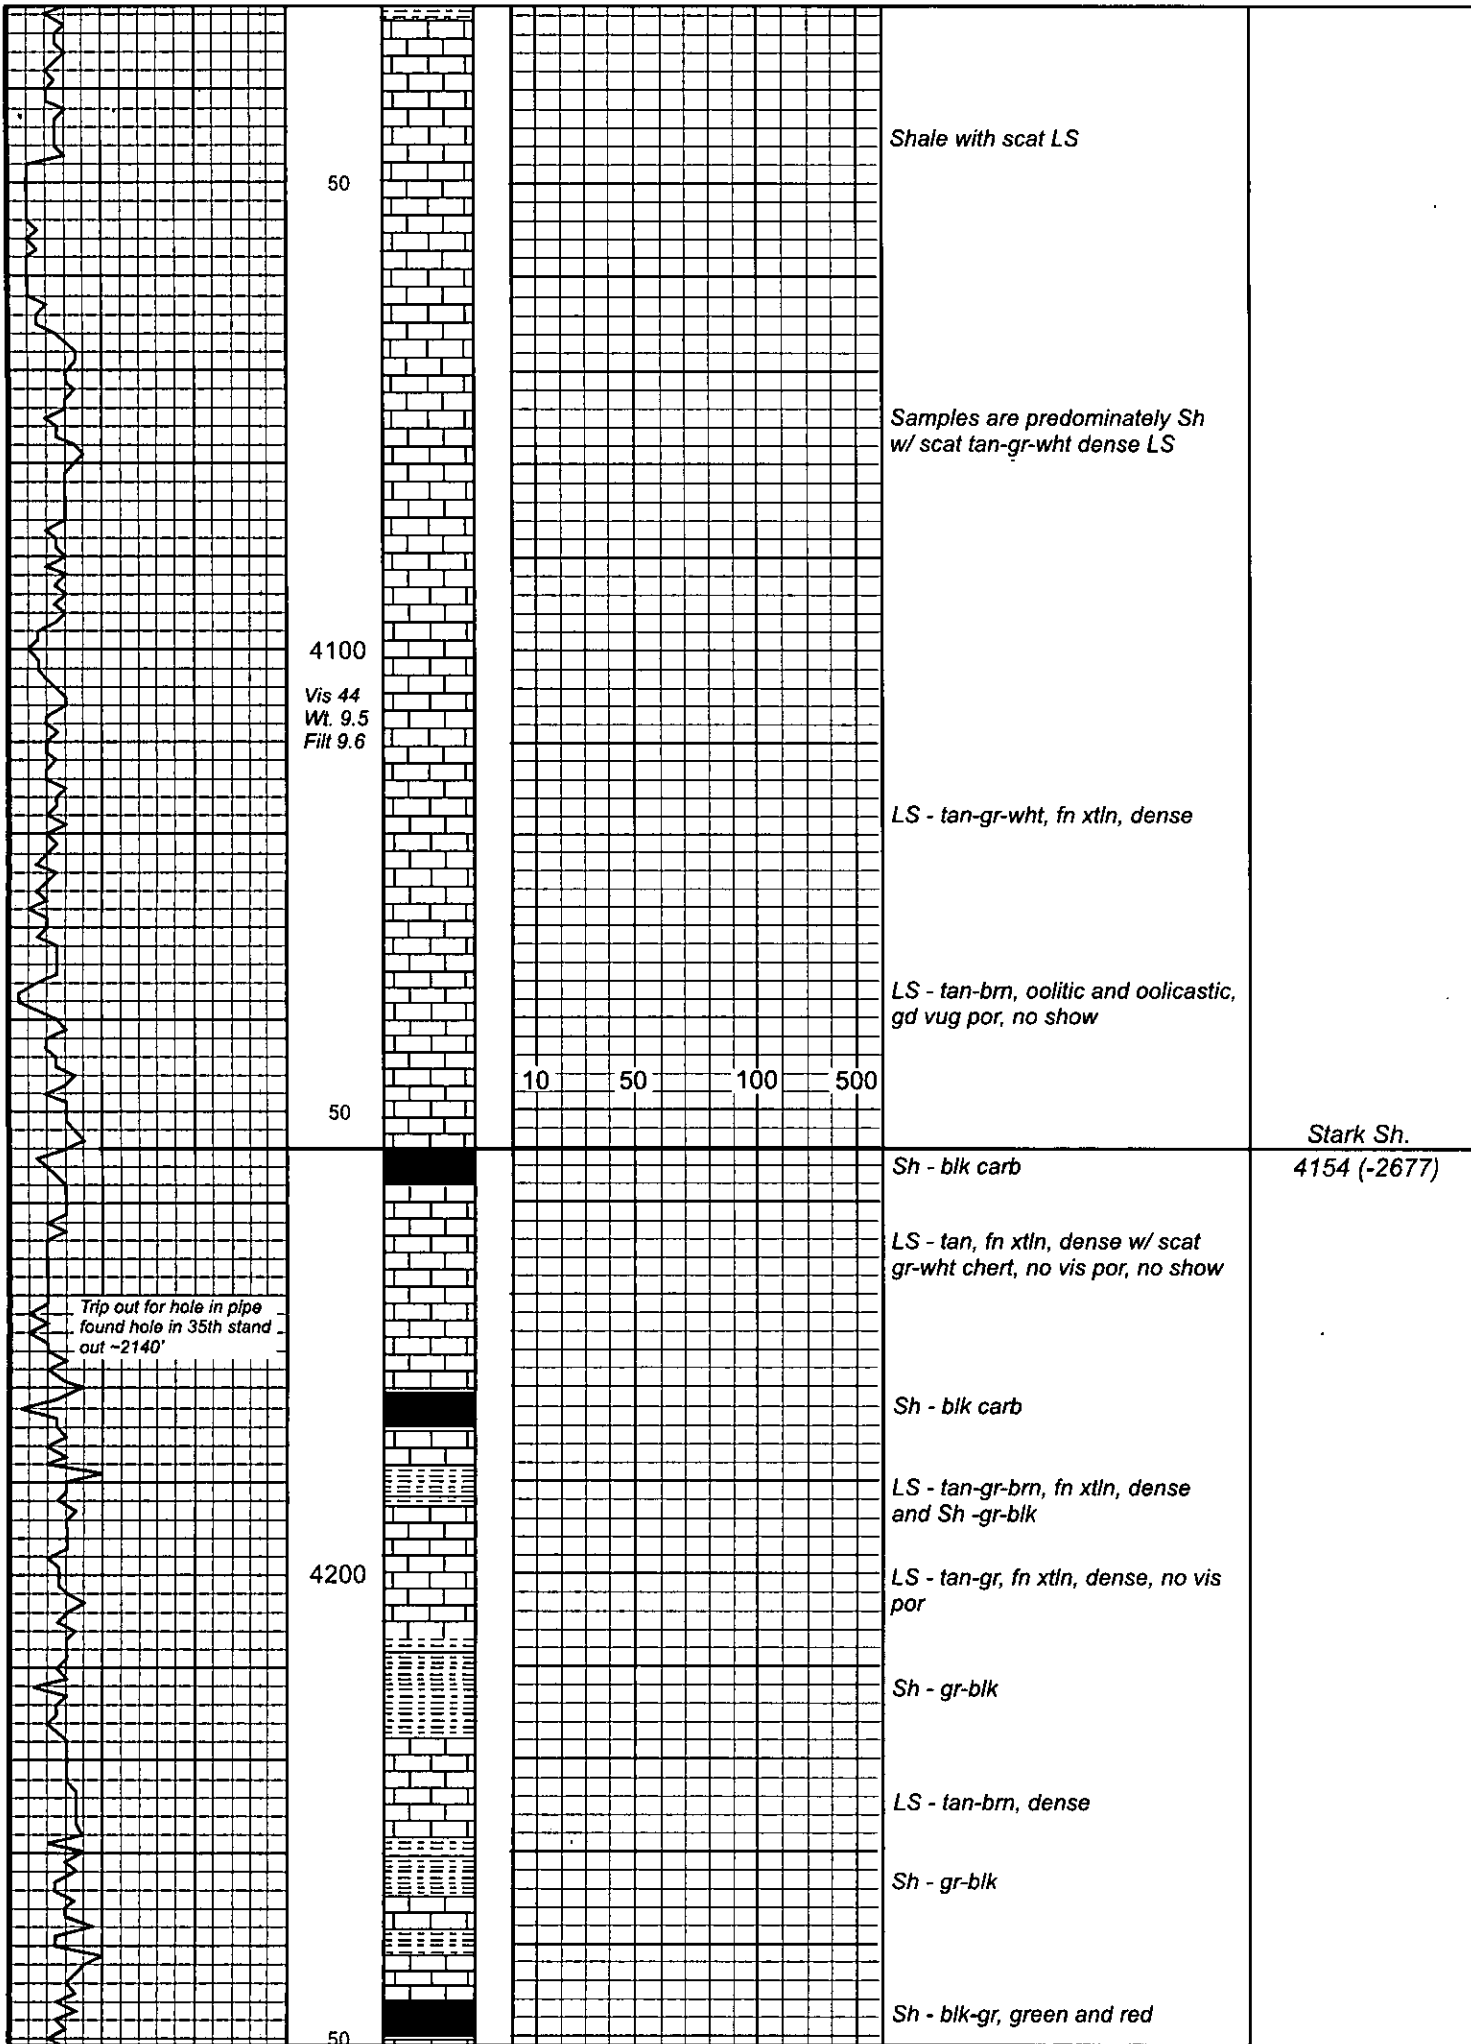 Shale with scat LS
50
Samples are predominately Sh
w/ scat tan-gr-wht dense LS
4100
Vis 44
Wt. 9.5
Filt 9.6
LS - tan-gr-wht, fn xtln, dense
LS - tan-brn, oolitic and oolicastic,
gd vug por, no show
10 50 100 500
50
Stark Sh.
Sh - blk carb
4154 (-2677)
LS - tan, fn xtln, dense w/ scat
gr-wht chert, no vis por, no show
Trip out for hole in pipe
found hole in 35th stand
out ~2140'
Sh - blk carb
LS - tan-gr-brn, fn xtln, dense
and Sh -gr-blk
4200
LS - tan-gr, fn xtln, dense, no vis
por
Sh - gr-blk
LS - tan-brn, dense
Sh - gr-blk
Sh - blk-gr, green and red
50